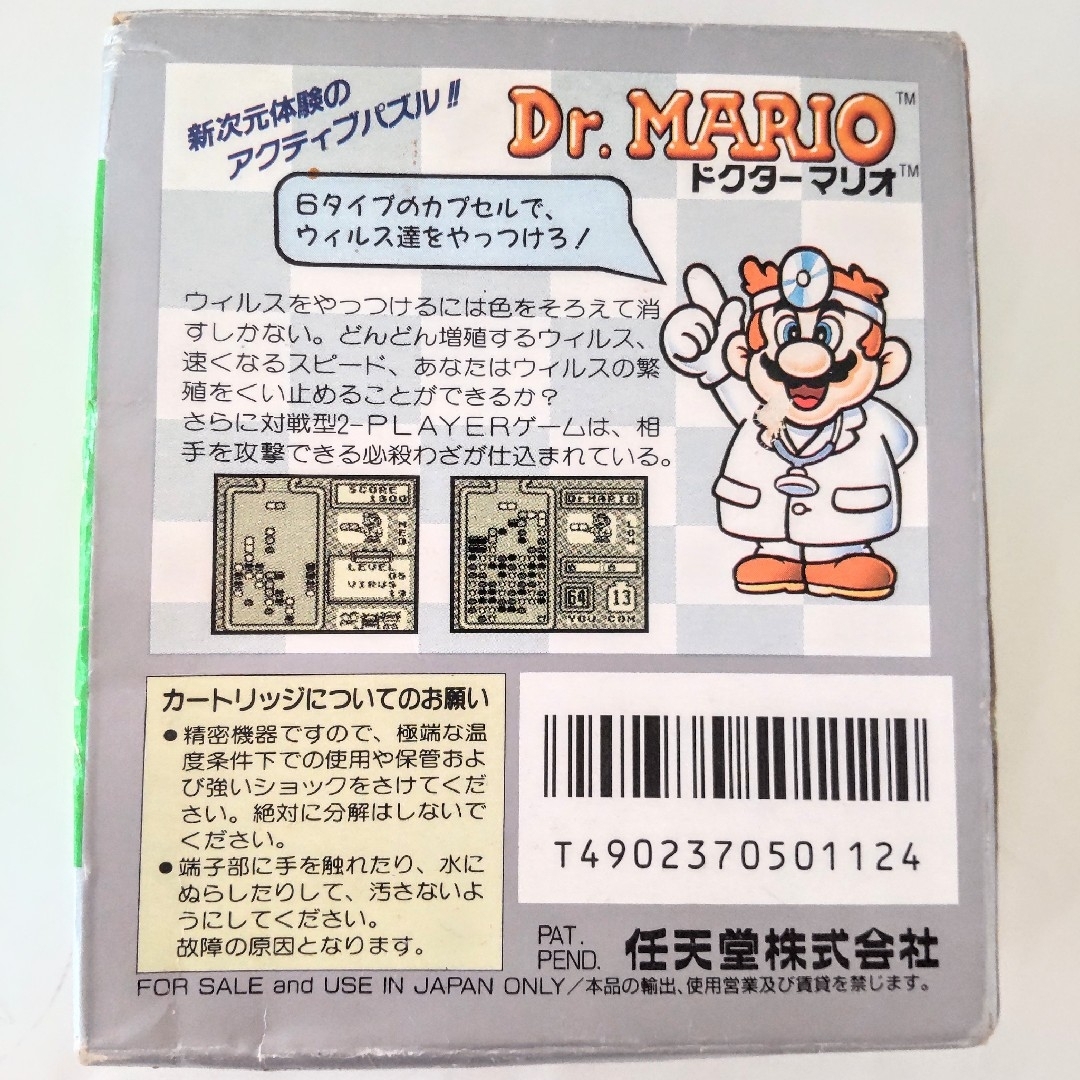 新次元体験の
アクティブパズル!!
Dr. MARIO™
ドクターマリオ™
6タイプのカプセルで、
ウィルス達をやっつけろ!
ウィルスをやっつけるには色をそろえて消
すしかない。どんどん増殖するウィルス、
速くなるスピード、あなたはウィルスの繁
殖をくい止めることができるか?
さらに対戦型2-PLAYERゲームは、相
手を攻撃できる必殺わざが仕込まれている。
SCORE
1300
MED
LEVEL
05
VIRUS
Dr.MARIO
LOW
64 13
YOU COM
カートリッジについてのお願い
●精密機器ですので、極端な温
度条件下での使用や保管およ
び強いショックをさけてくだ
さい。絶対に分解はしないで
ください。
●端子部に手を触れたり、水に
ぬらしたりして、汚さないよ
うにしてください。
故障の原因となります。
T4902370501124
PAT.
PEND.
任天堂株式会社
FOR SALE and USE IN JAPAN ONLY/本品の輸出、使用営業及び賃貸を禁じます。